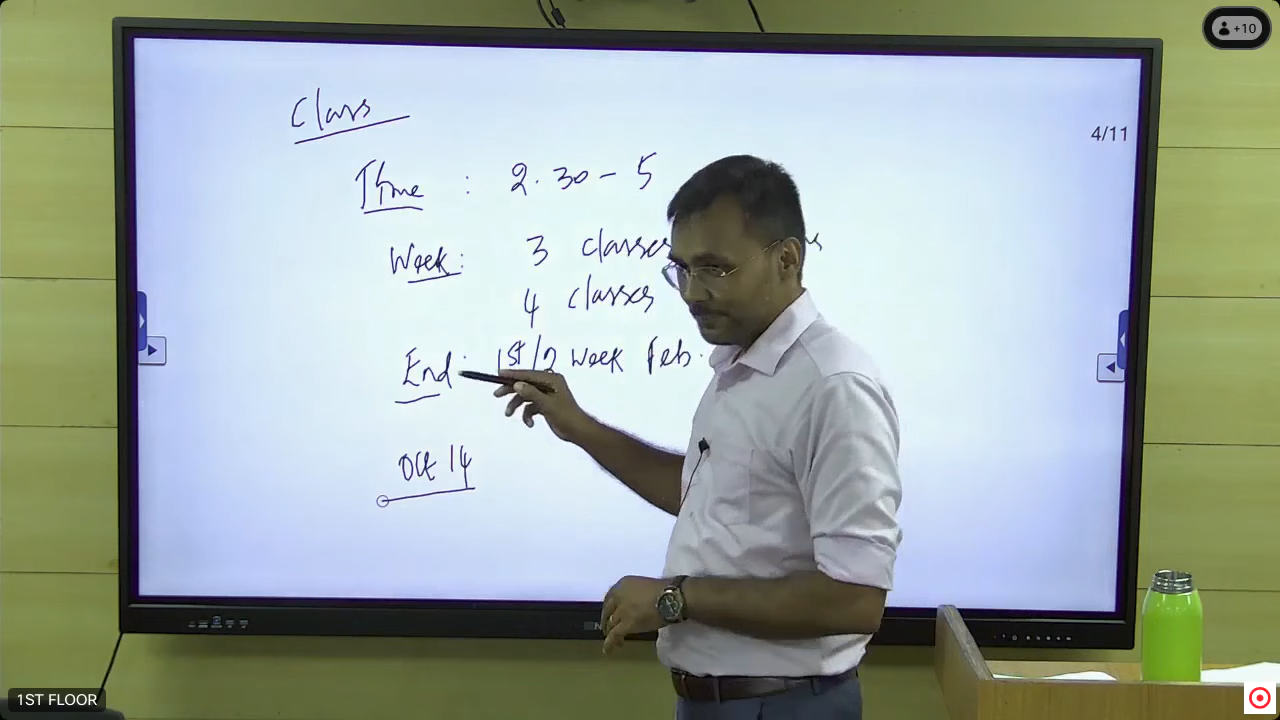 Class
4/11
Time : 2.30 - 5
Week: 3 classes
4 classes
End: 1st/2 week Feb.
Oct 14
+10
1ST FLOOR